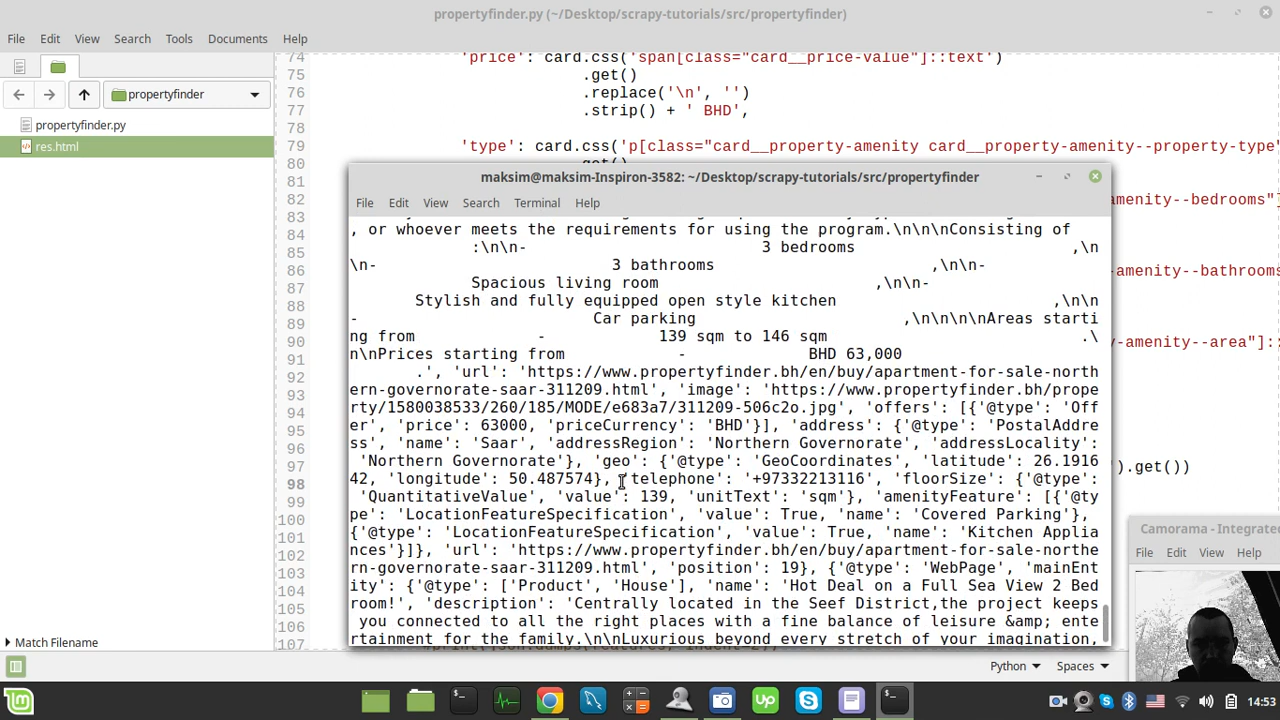 propertyfinder.py (~/Desktop/scrapy-tutorials/src/propertyfinder)
File Edit View Search Tools Documents Help
propertyfinder
propertyfinder.py
res.html
Match File Name
74 'price': card.css('span[class="card__price-value"]::text')
75 .get()
76 .replace('\n', '')
77 .strip() + ' BHD',
78
79 'type': card.css('p[class="card__property-amenity card__property-amenity--property-type"
80
81
82 menity--bedrooms"]
83
84
85
86 menity--bathrooms
87
88
89
90 menity--area"]::
91
92
93
94
95
96
97 ').get())
98
99
100
101
102
103
104
105
106
107
maksim@maksim-Inspiron-3582: ~/Desktop/scrapy-tutorials/src/propertyfinder
File Edit View Search Terminal Help
, or whoever meets the requirements for using the program.\n\n\nConsisting of
:\n\n- 3 bedrooms ,\n
\n- 3 bathrooms ,\n\n-
Spacious living room ,\n\n-
Stylish and fully equipped open style kitchen ,\n\n
- Car parking ,\n\n\n\nAreas starti
ng from - 139 sqm to 146 sqm .\
n\nPrices starting from - BHD 63,000
.', 'url': 'https://www.propertyfinder.bh/en/buy/apartment-for-sale-north
ern-governorate-saar-311209.html', 'image': 'https://www.propertyfinder.bh/prope
rty/1580038533/260/185/MODE/e683a7/311209-506c2o.jpg', 'offers': [{'@type': 'Off
er', 'price': 63000, 'priceCurrency': 'BHD'}], 'address': {'@type': 'PostalAddre
ss', 'name': 'Saar', 'addressRegion': 'Northern Governorate', 'addressLocality':
'Northern Governorate'}, 'geo': {'@type': 'GeoCoordinates', 'latitude': 26.1916
42, 'longitude': 50.487574}, 'telephone': '+97332213116', 'floorSize': {'@type':
'QuantitativeValue', 'value': 139, 'unitText': 'sqm'}, 'amenityFeature': [{'@ty
pe': 'LocationFeatureSpecification', 'value': True, 'name': 'Covered Parking'},
{'@type': 'LocationFeatureSpecification', 'value': True, 'name': 'Kitchen Applia
nces'}]}, 'url': 'https://www.propertyfinder.bh/en/buy/apartment-for-sale-northe
rn-governorate-saar-311209.html', 'position': 19}, {'@type': 'WebPage', 'mainEnt
ity': {'@type': ['Product', 'House'], 'name': 'Hot Deal on a Full Sea View 2 Bed
room!', 'description': 'Centrally located in the Seef District,the project keeps
you connected to all the right places with a fine balance of leisure &amp; ente
rtainment for the family.\n\nLuxurious beyond every stretch of your imagination,
Camorama - Integrated
File Edit View Help
Python Spaces
Up
14:53